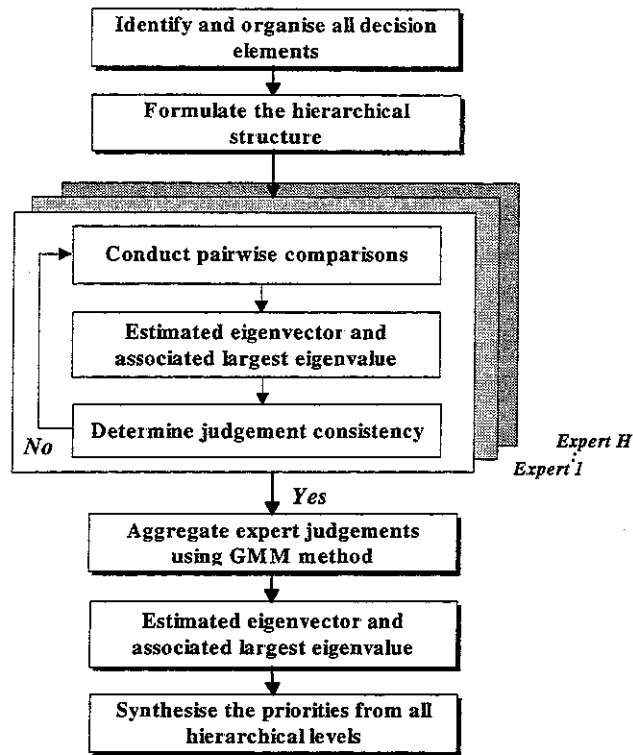 Identify and organise all decision
elements
Formulate the hierarchical
structure
Conduct pairwise comparisons
Estimated eigenvector and
associated largest eigenvalue
Determine judgement consistency
No
Expert H
Expert 1
Yes
Aggregate expert judgements
using GMM method
Estimated eigenvector and
associated largest eigenvalue
Synthesise the priorities from all
hierarchical levels